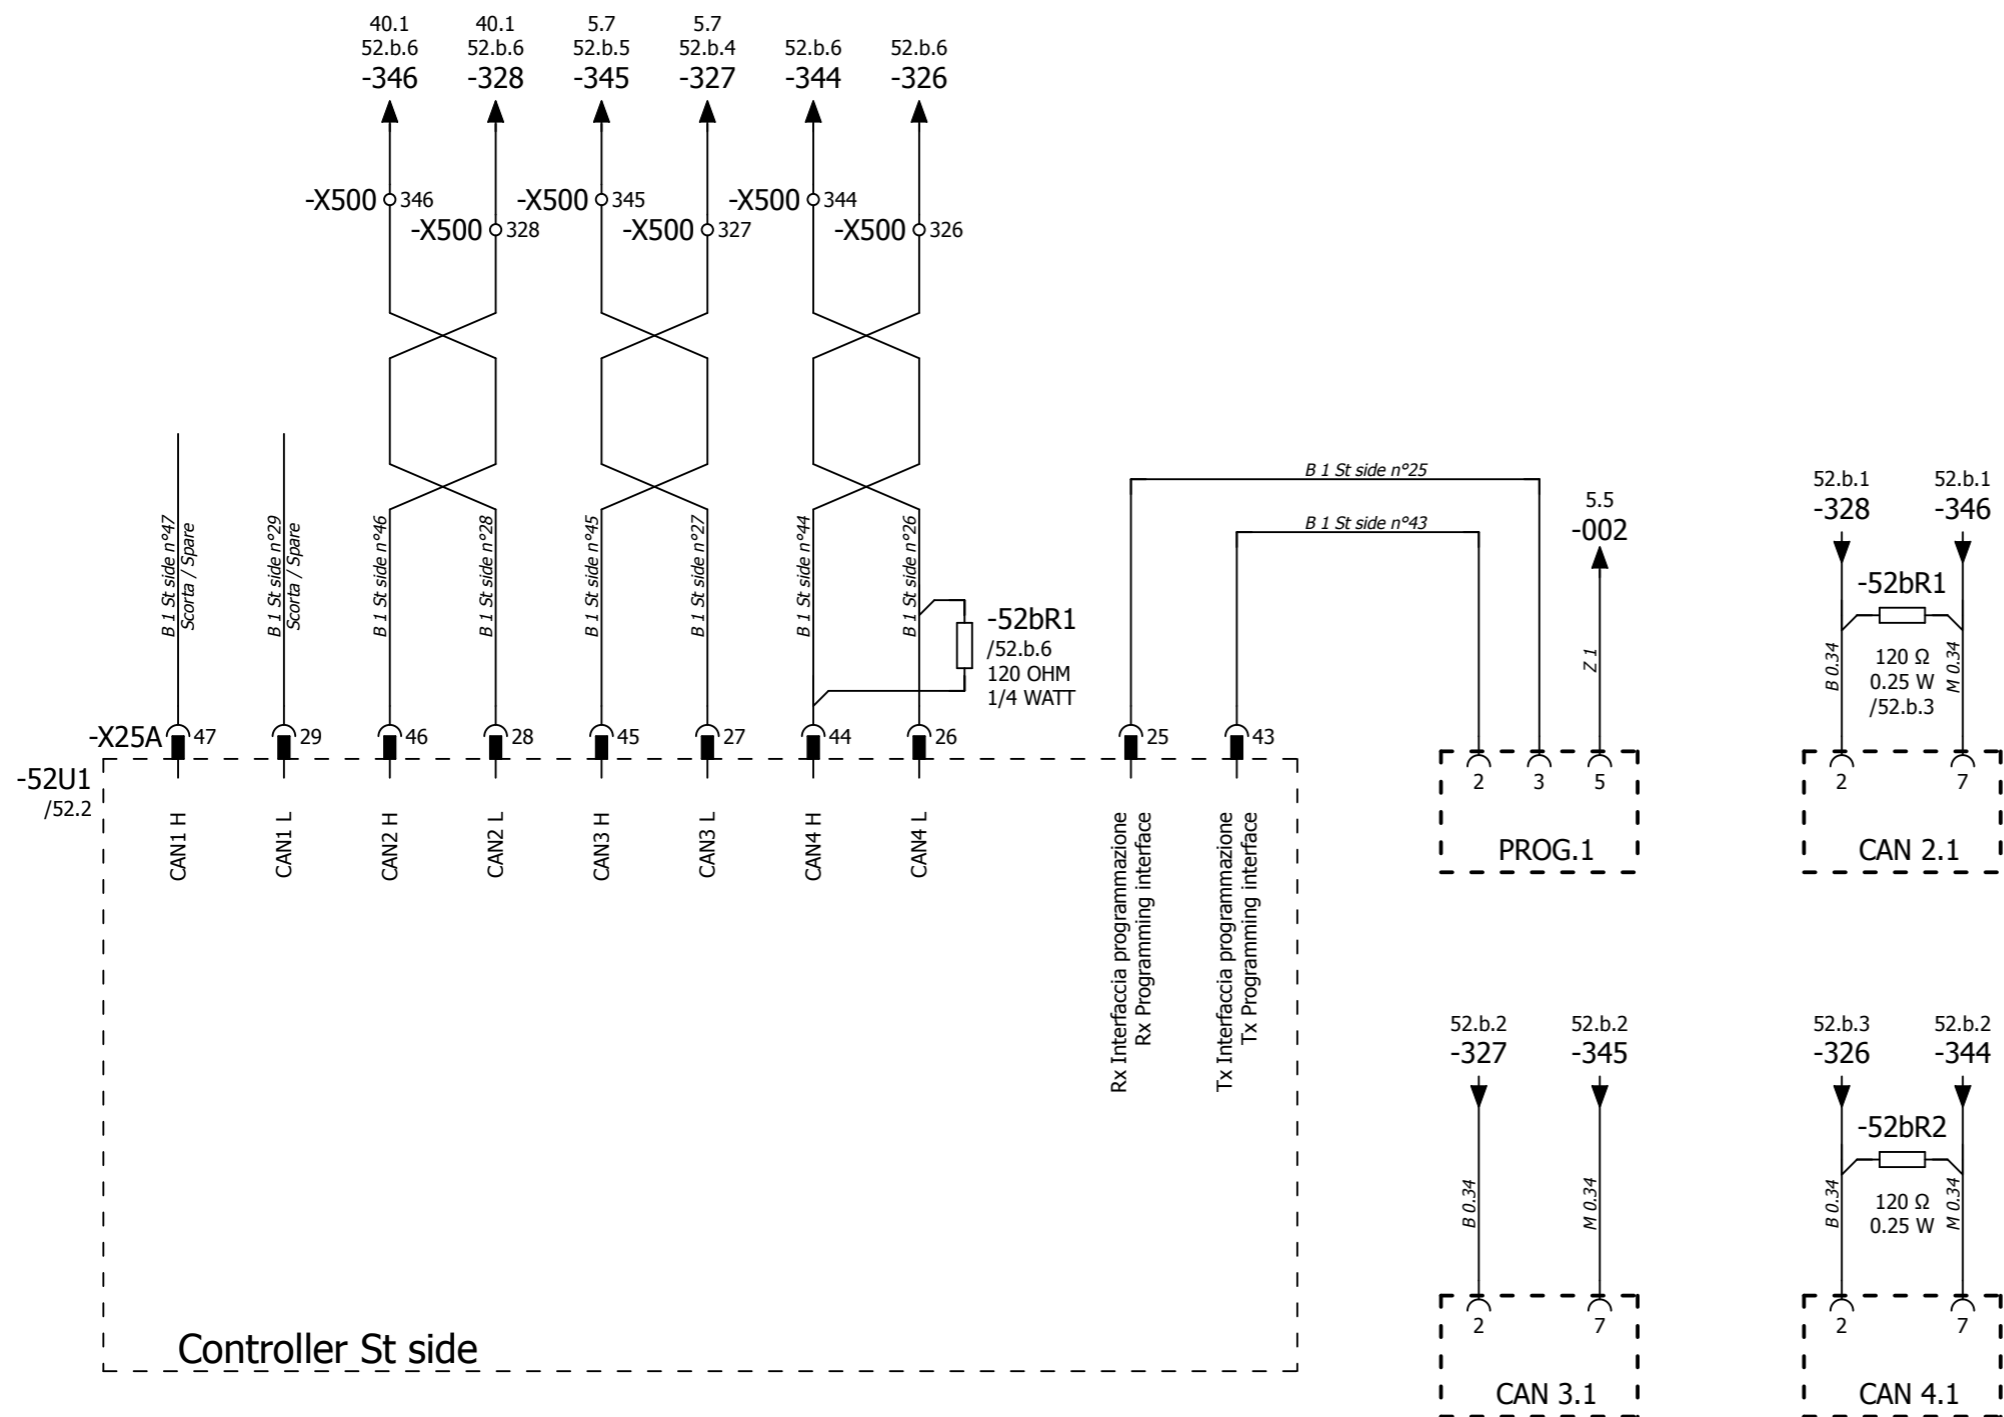 40.1
52.b.6
-346
40.1
52.b.6
-328
5.7
52.b.5
-345
5.7
52.b.4
-327
52.b.6
-344
52.b.6
-326
-X500 346
-X500 328
-X500 345
-X500 327
-X500 344
-X500 326
B 1 St side n°47
Scorta / Spare
B 1 St side n°29
Scorta / Spare
B 1 St side n°46
B 1 St side n°28
B 1 St side n°45
B 1 St side n°27
B 1 St side n°44
B 1 St side n°26
-52bR1
/52.b.6
120 OHM
1/4 WATT
B 1 St side n°25
B 1 St side n°43
5.5
-002
Z 1
52.b.1
-328
52.b.1
-346
-52bR1
120 Ω
0.25 W
/52.b.3
B 0.34
M 0.34
-X25A 47 29 46 28 45 27 44 26 25 43
-52U1
/52.2
CAN1 H
CAN1 L
CAN2 H
CAN2 L
CAN3 H
CAN3 L
CAN4 H
CAN4 L
Rx Interfaccia programmazione
Rx Programming interface
Tx Interfaccia programmazione
Tx Programming interface
2 3 5
PROG.1
2 7
CAN 2.1
52.b.2
-327
52.b.2
-345
B 0.34
M 0.34
2 7
CAN 3.1
52.b.3
-326
52.b.2
-344
-52bR2
120 Ω
0.25 W
B 0.34
M 0.34
2 7
CAN 4.1
Controller St side